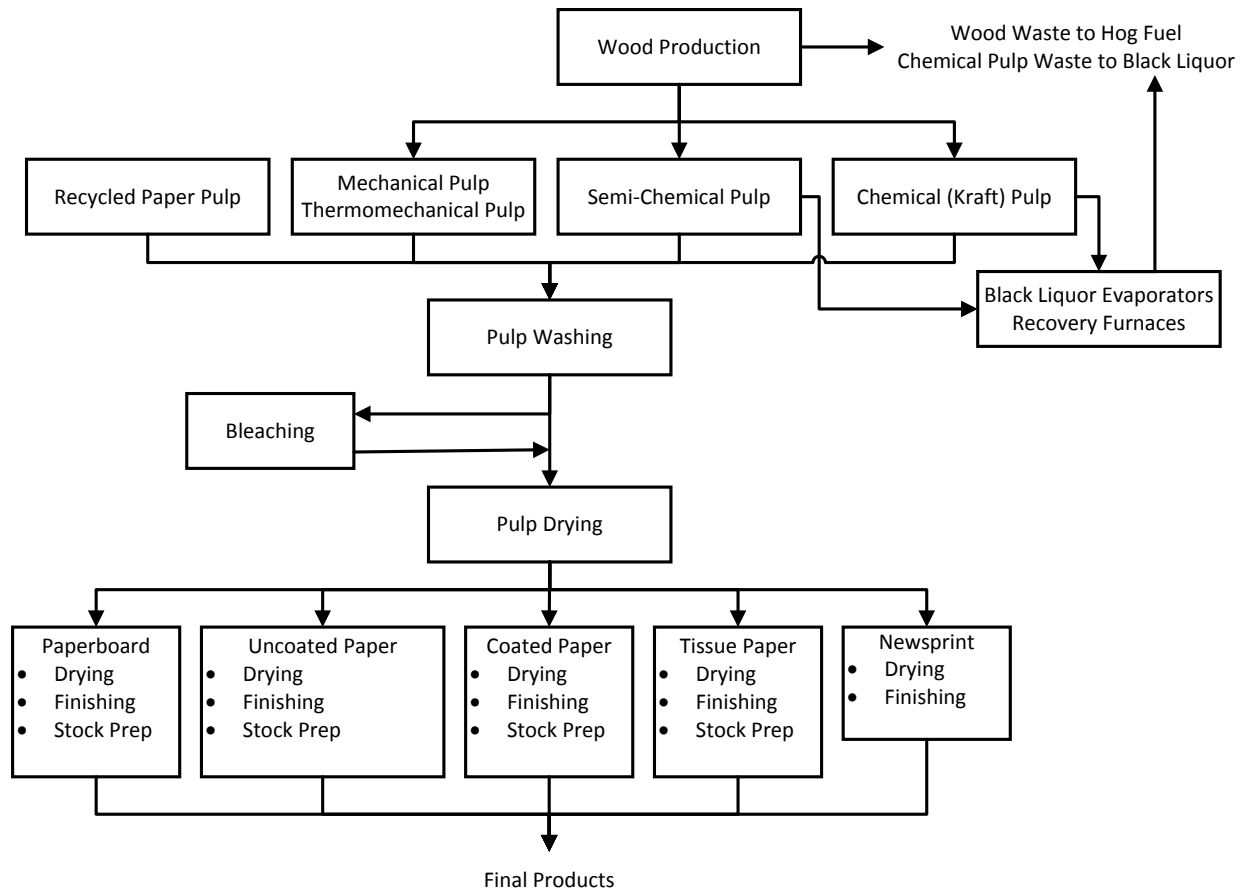 Wood Production
Wood Waste to Hog Fuel
Chemical Pulp Waste to Black Liquor
Recycled Paper Pulp
Mechanical Pulp
Thermomechanical Pulp
Semi-Chemical Pulp
Chemical (Kraft) Pulp
Black Liquor Evaporators
Recovery Furnaces
Pulp Washing
Bleaching
Pulp Drying
Paperboard
• Drying
• Finishing
• Stock Prep
Uncoated Paper
• Drying
• Finishing
• Stock Prep
Coated Paper
• Drying
• Finishing
• Stock Prep
Tissue Paper
• Drying
• Finishing
• Stock Prep
Newsprint
• Drying
• Finishing
Final Products